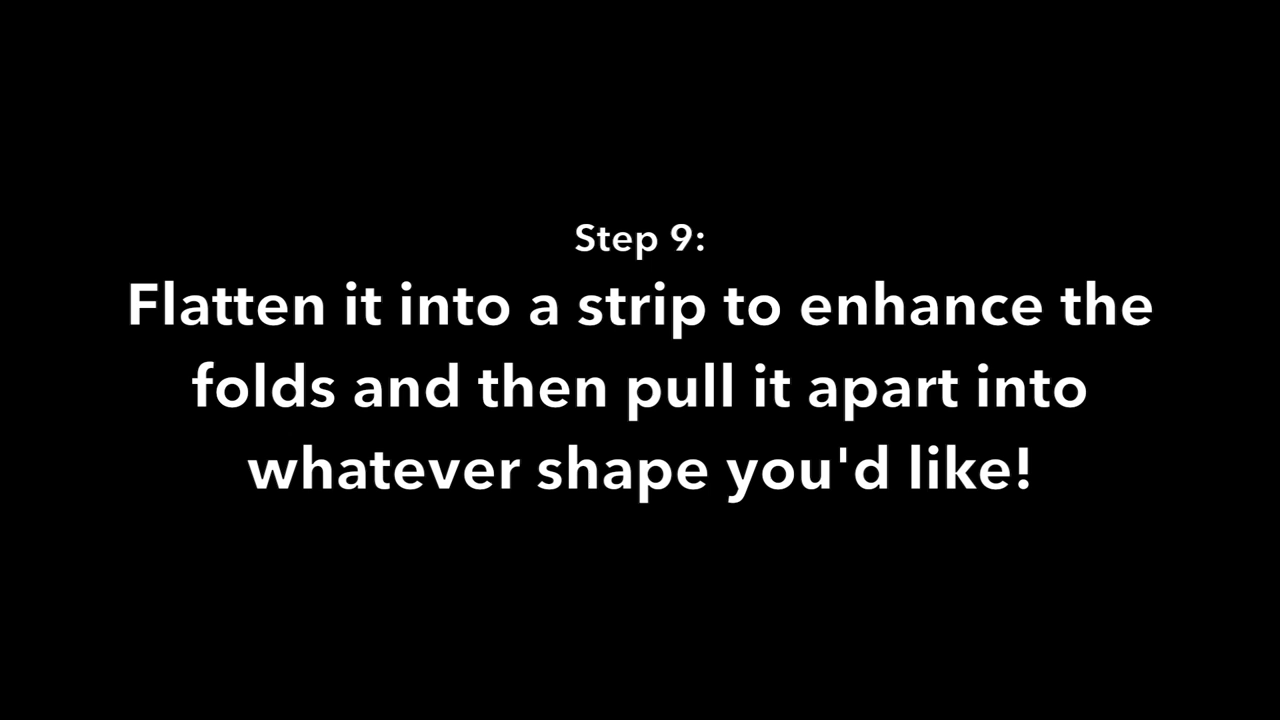 Step 9:
Flatten it into a strip to enhance the
folds and then pull it apart into
whatever shape you'd like!